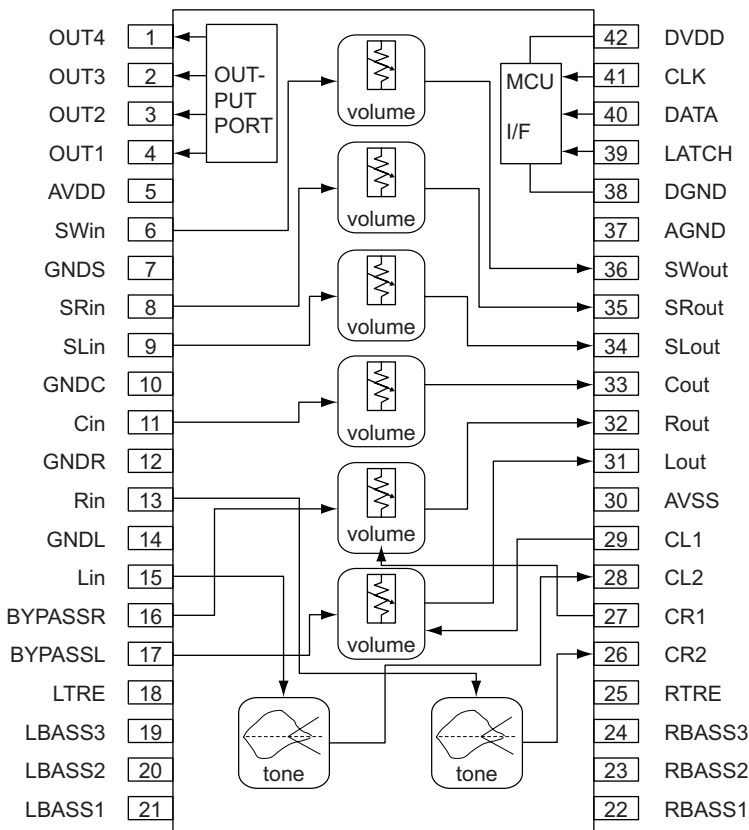 OUT4 1
OUT3 2
OUT2 3
OUT1 4
AVDD 5
SWin 6
GNDS 7
SRin 8
SLin 9
GNDC 10
Cin 11
GNDR 12
Rin 13
GNDL 14
Lin 15
BYPASSR 16
BYPASSL 17
LTRE 18
LBASS3 19
LBASS2 20
LBASS1 21
OUT-
PUT
PORT
volume
volume
volume
volume
volume
volume
tone
tone
MCU
I/F
42 DVDD
41 CLK
40 DATA
39 LATCH
38 DGND
37 AGND
36 SWout
35 SRout
34 SLout
33 Cout
32 Rout
31 Lout
30 AVSS
29 CL1
28 CL2
27 CR1
26 CR2
25 RTRE
24 RBASS3
23 RBASS2
22 RBASS1